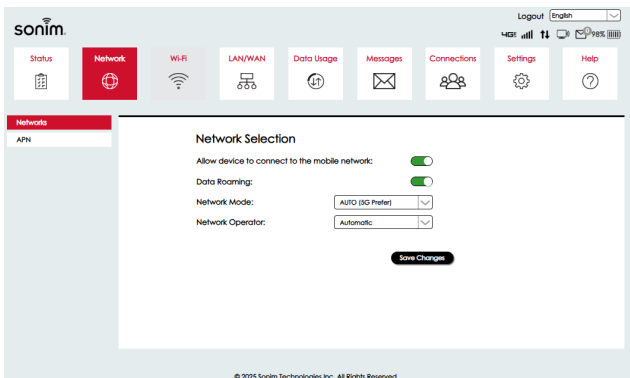 Logout English
sonim
4GE 98%
Status Network Wi-Fi LAN/WAN Data Usage Messages Connections Settings Help
Networks
APN
Network Selection
Allow device to connect to the mobile network:
Data Roaming:
Network Mode: AUTO (5G Prefer)
Network Operator: Automatic
Save Changes
© 2025 Sonim Technologies Inc. All Rights Reserved